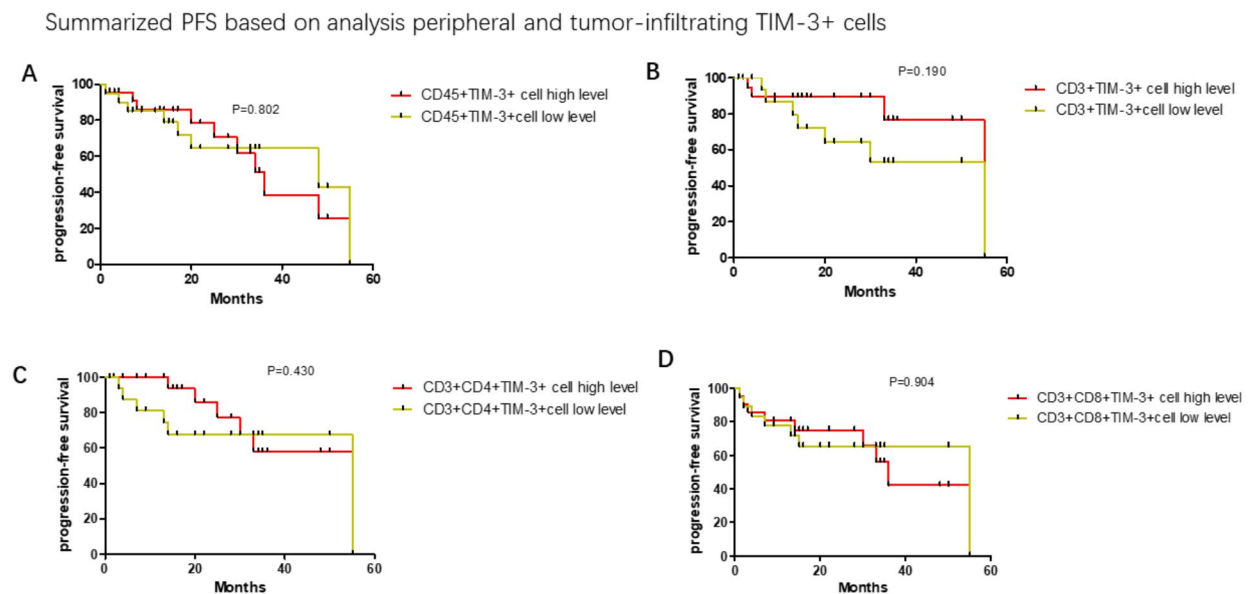 Summarized PFS based on analysis peripheral and tumor-infiltrating TIM-3+ cells
A
progression-free survival
100
80
60
40
20
0
0 20 40 60
Months
P=0.802
CD45+TIM-3+ cell high level
CD45+TIM-3+cell low level
B
progression-free survival
100
80
60
40
20
0
0 20 40 60
Months
P=0.190
CD3+TIM-3+ cell high level
CD3+TIM-3+cell low level
C
progression-free survival
100
80
60
40
20
0
0 20 40 60
Months
P=0.430
CD3+CD4+TIM-3+ cell high level
CD3+CD4+TIM-3+cell low level
D
progression-free survival
100
80
60
40
20
0
0 20 40 60
Months
P=0.904
CD3+CD8+TIM-3+ cell high level
CD3+CD8+TIM-3+cell low level